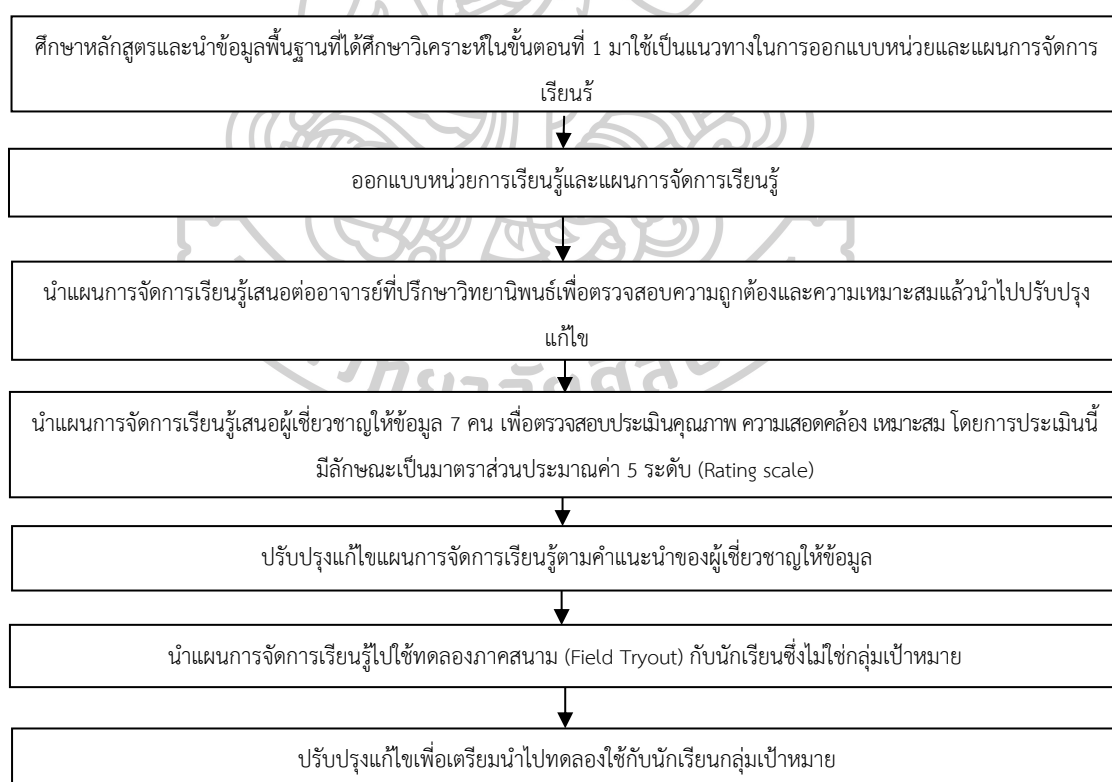 ศึกษาหลักสูตรและนำข้อมูลพื้นฐานที่ได้ศึกษาวิเคราะห์ในขั้นตอนที่ 1 มาใช้เป็นแนวทางในการออกแบบหน่วยและแผนการจัดการ
เรียนรู้
ออกแบบหน่วยการเรียนรู้และแผนการจัดการเรียนรู้
นำแผนการจัดการเรียนรู้เสนอต่ออาจารย์ที่ปรึกษาวิทยานิพนธ์เพื่อตรวจสอบความถูกต้องและความเหมาะสมแล้วนำไปปรับปรุง
แก้ไข
นำแผนการจัดการเรียนรู้เสนอผู้เชี่ยวชาญให้ข้อมูล 7 คน เพื่อตรวจสอบประเมินคุณภาพ ความเสอดคล้อง เหมาะสม โดยการประเมินนี้
มีลักษณะเป็นมาตราส่วนประมาณค่า 5 ระดับ (Rating scale)
ปรับปรุงแก้ไขแผนการจัดการเรียนรู้ตามคำแนะนำของผู้เชี่ยวชาญให้ข้อมูล
นำแผนการจัดการเรียนรู้ไปใช้ทดลองภาคสนาม (Field Tryout) กับนักเรียนซึ่งไม่ใช่กลุ่มเป้าหมาย
ปรับปรุงแก้ไขเพื่อเตรียมนำไปทดลองใช้กับนักเรียนกลุ่มเป้าหมาย